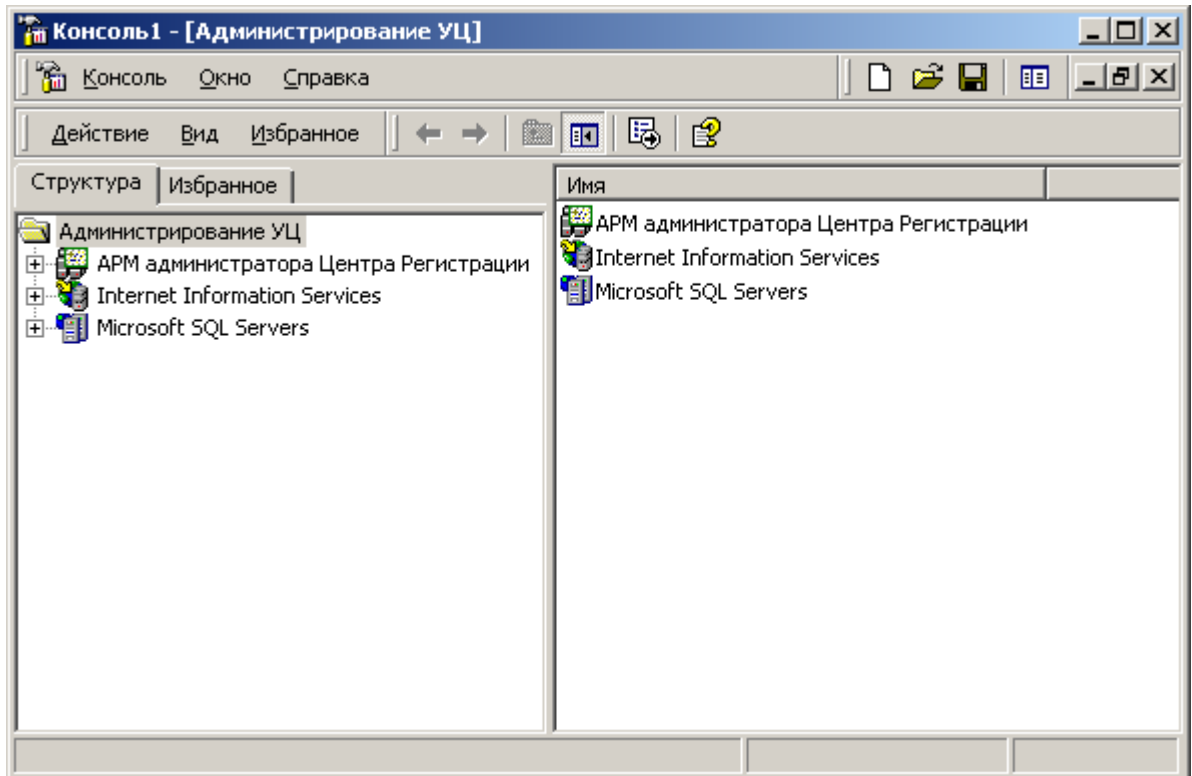 Консоль1 - [Администрирование УЦ]
Консоль Окно Справка
Действие Вид Избранное
Структура Избранное
Администрирование УЦ
АРМ администратора Центра Регистрации
Internet Information Services
Microsoft SQL Servers
Имя
АРМ администратора Центра Регистрации
Internet Information Services
Microsoft SQL Servers